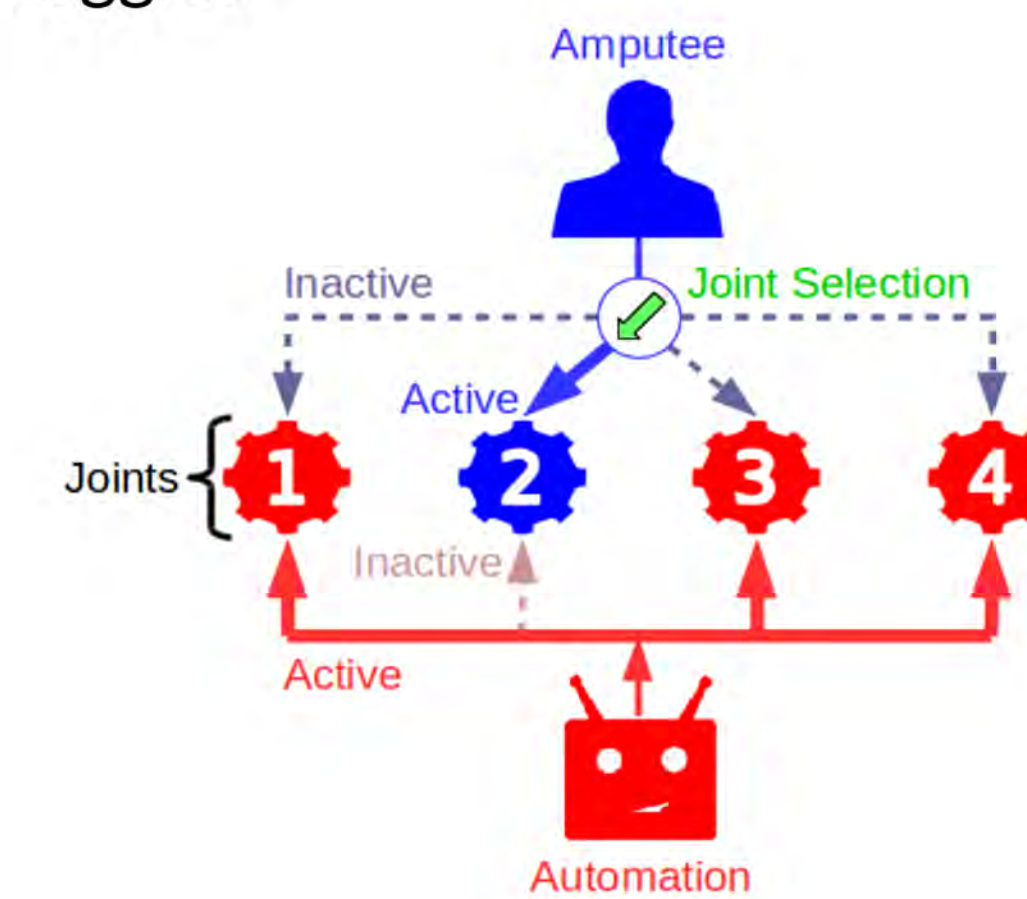 Amputee
Inactive
Joint Selection
Active
Joints
1
2
3
4
Inactive
Active
Automation